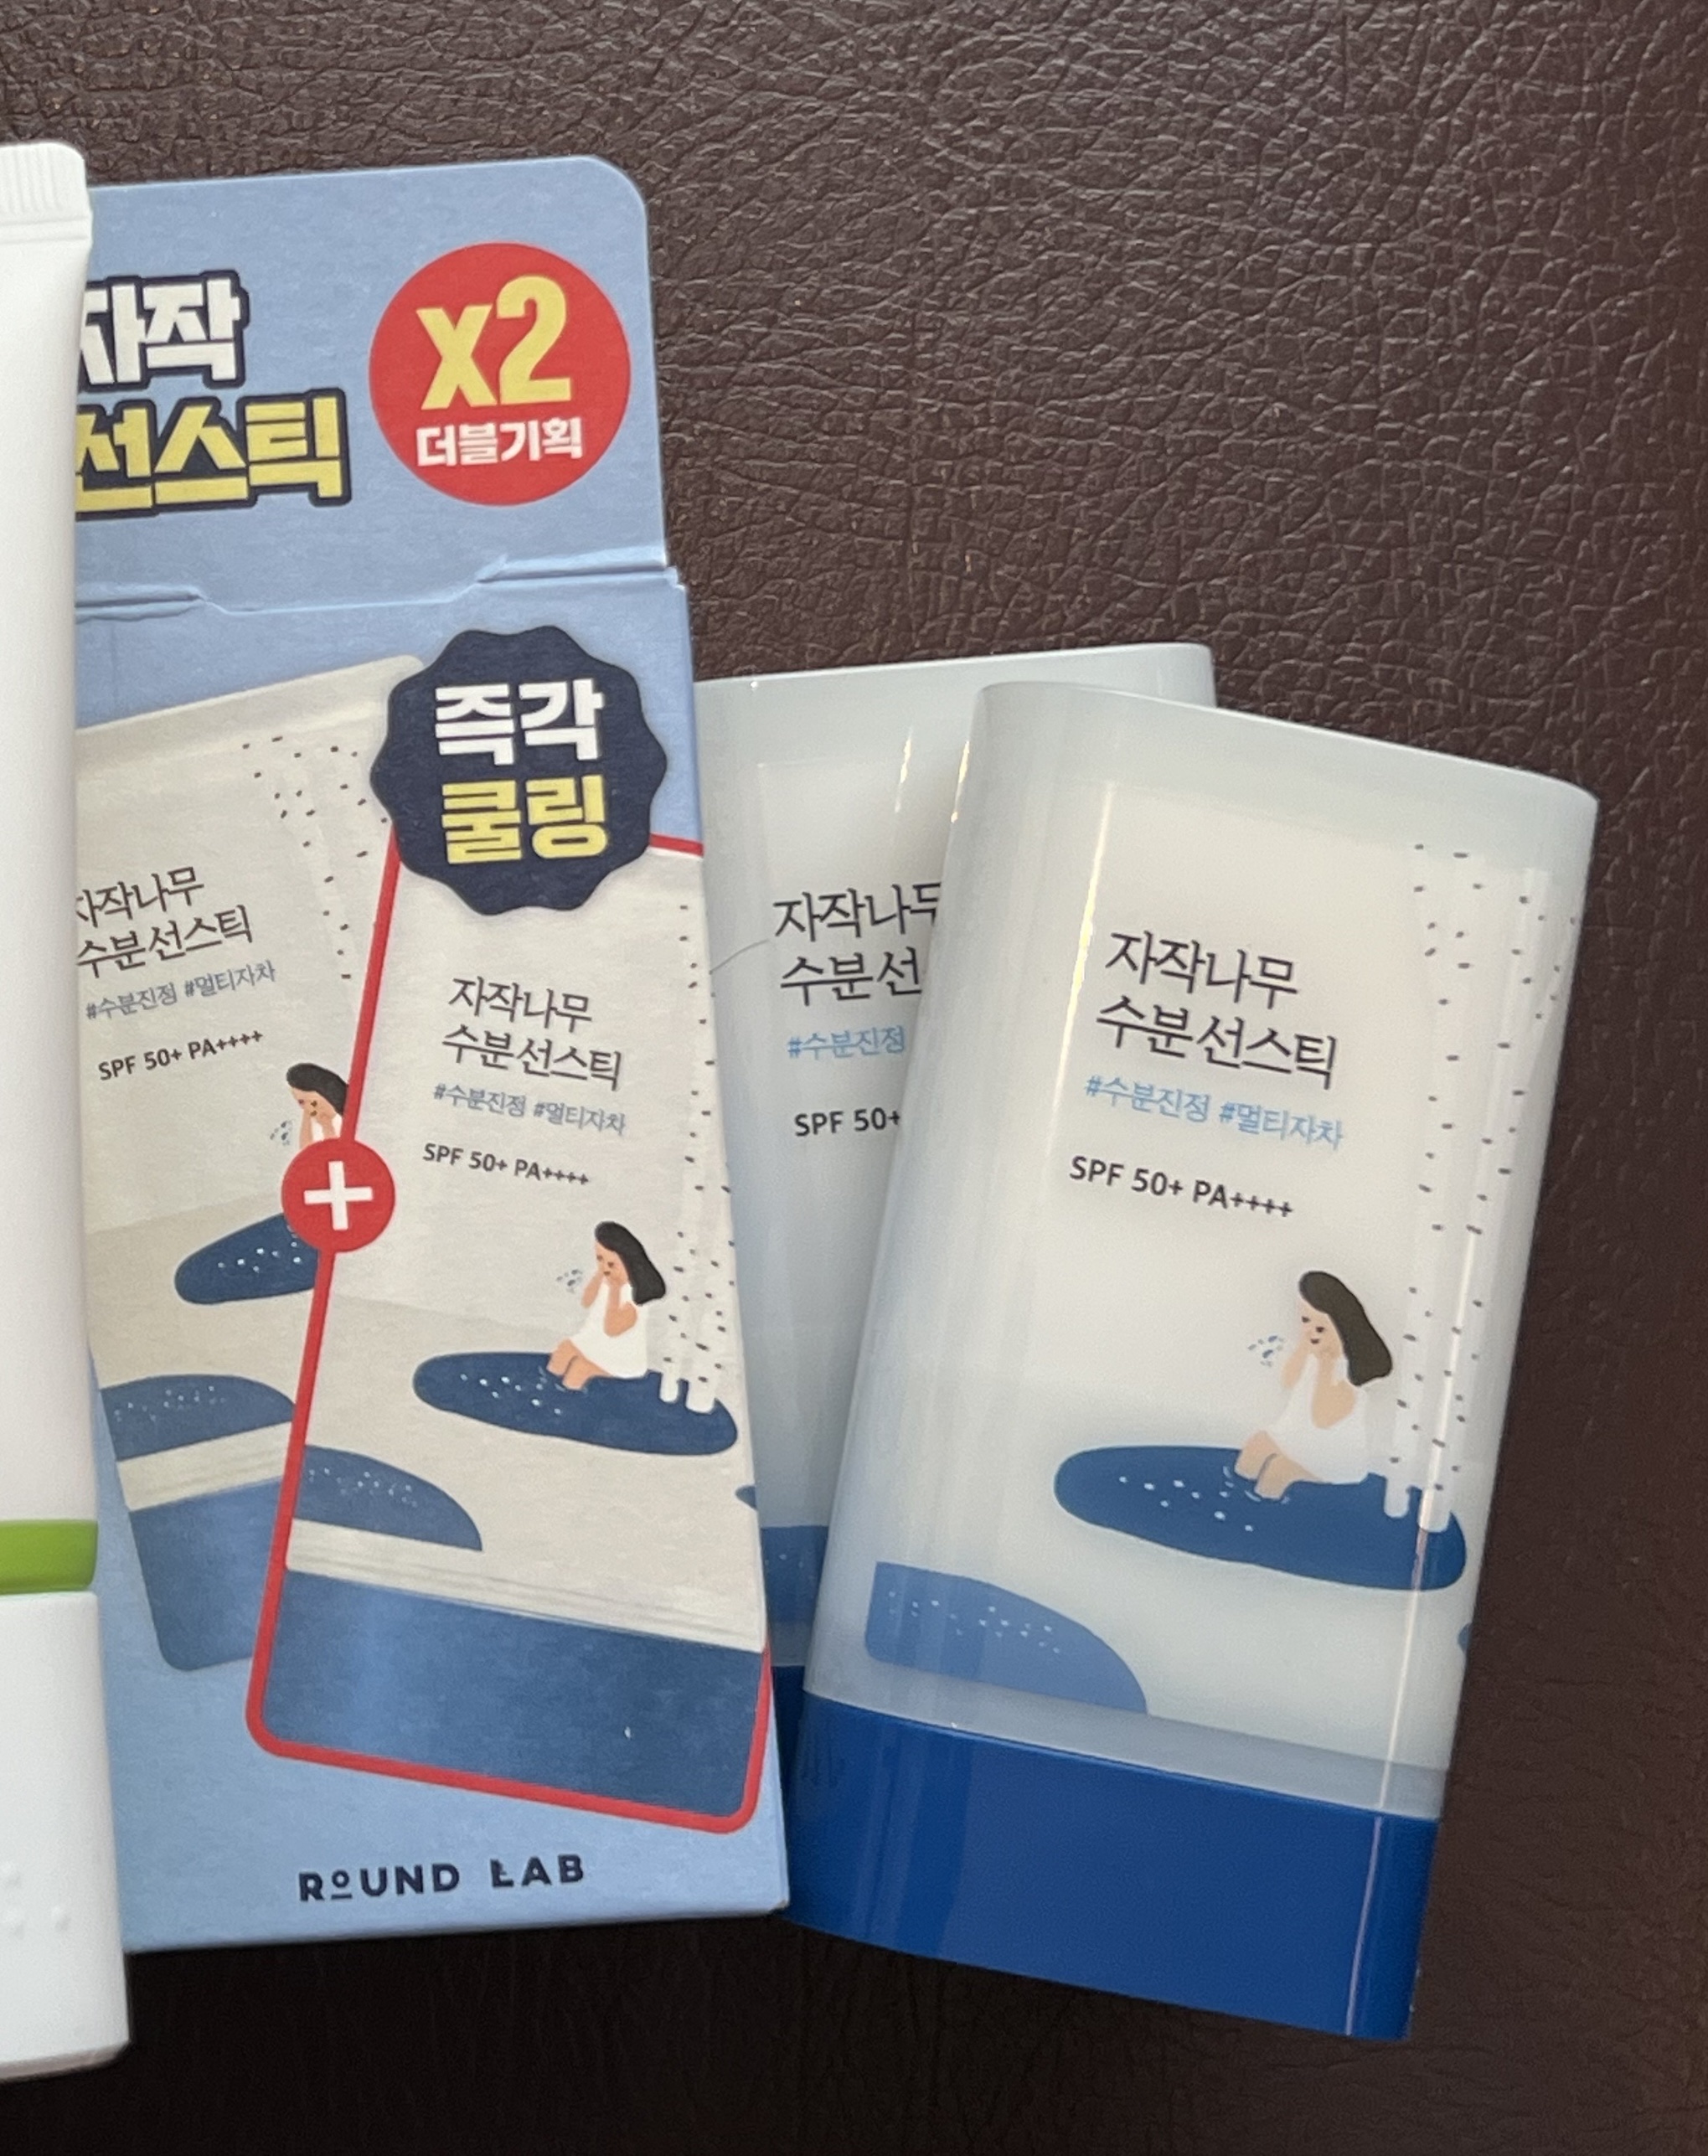 자작
선스틱
x2
더블기획
즉각
쿨링
자작나무
수분 선스틱
#수분진정 #멀티자차
SPF 50+ PA++++
자작나무
수분 선스틱
#수분진정 #멀티자차
SPF 50+ PA++++
ROUND LAB
자작나무
수분 선
#수분진정
SPF 50+
자작나무
수분 선스틱
#수분진정 #멀티자차
SPF 50+ PA++++